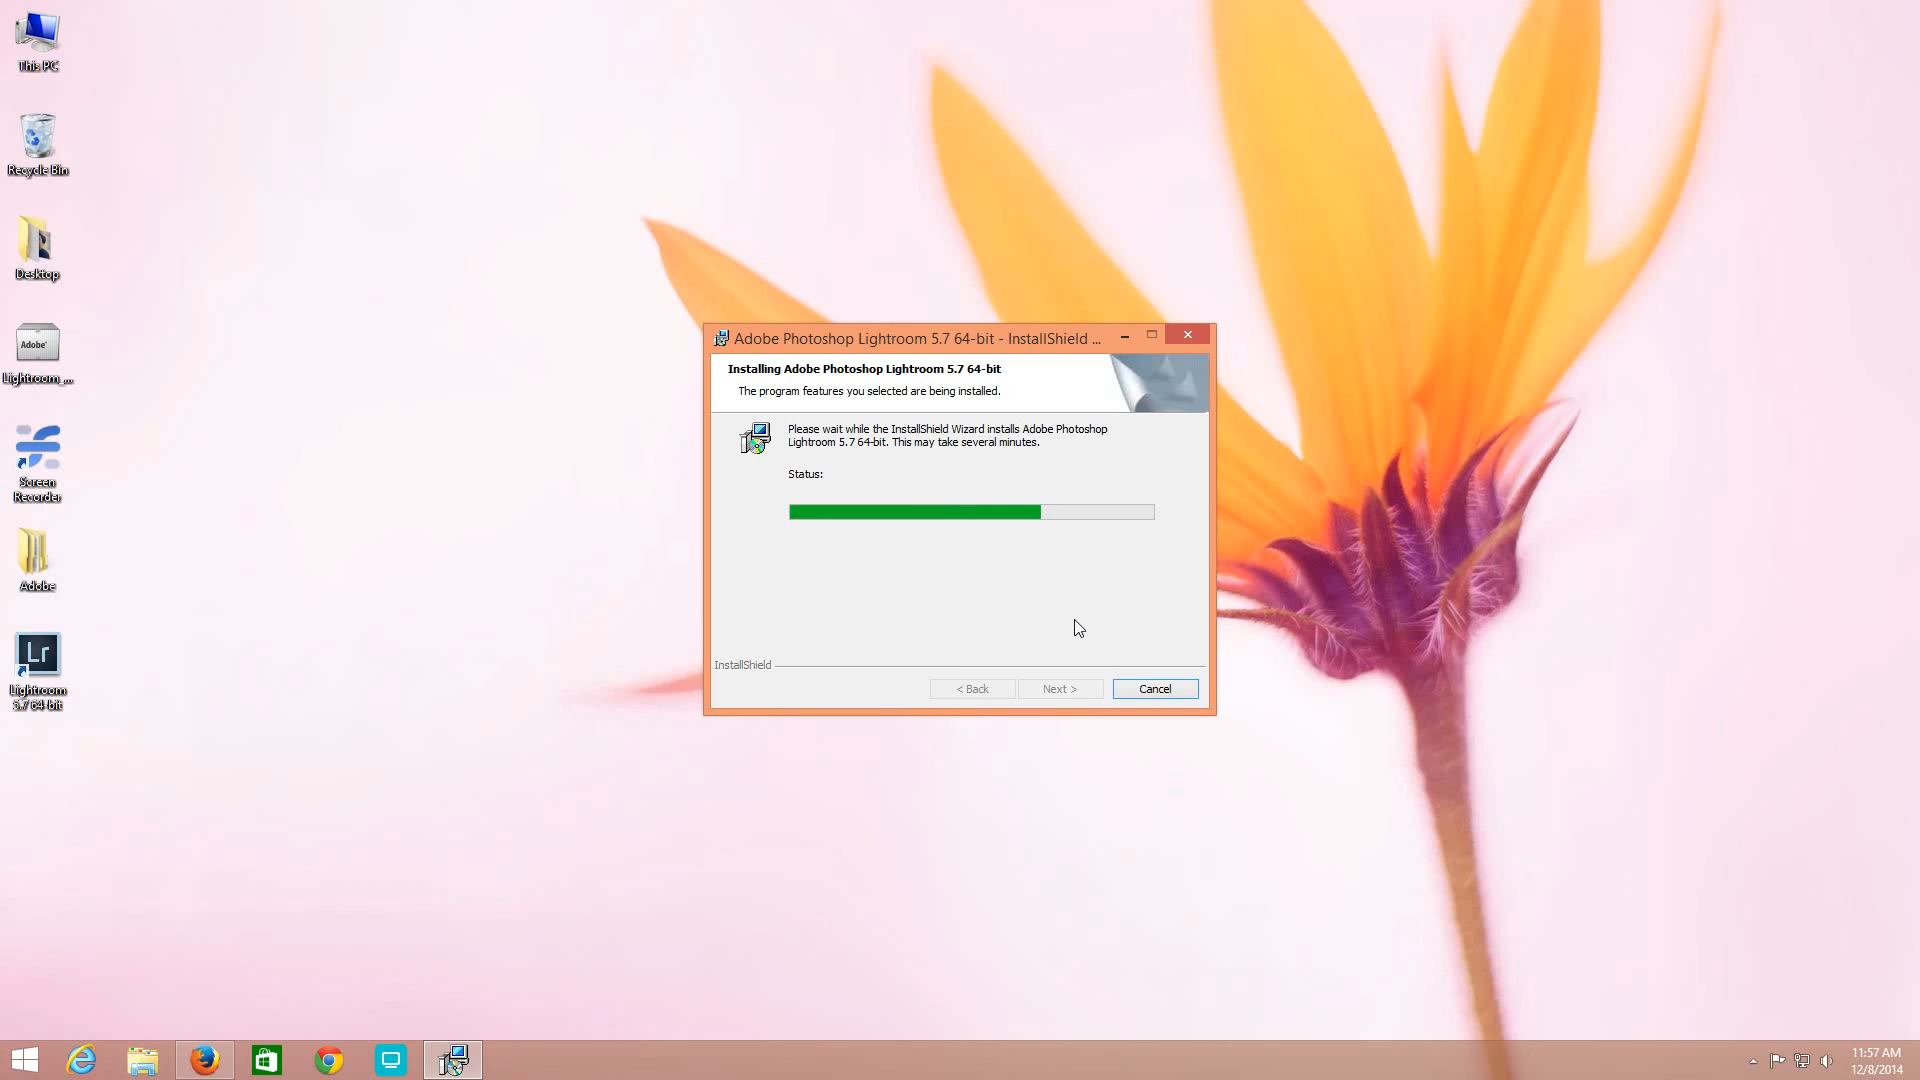 This PC
Recycle Bin
Desktop
Adobe
Lightroom_...
Screen
Recorder
Adobe
Lr
Lightroom
5.7 64-bit
Adobe Photoshop Lightroom 5.7 64-bit - InstallShield ...
Installing Adobe Photoshop Lightroom 5.7 64-bit
The program features you selected are being installed.
Please wait while the InstallShield Wizard installs Adobe Photoshop
Lightroom 5.7 64-bit. This may take several minutes.
Status:
InstallShield
< Back
Next >
Cancel
11:57 AM
12/8/2014